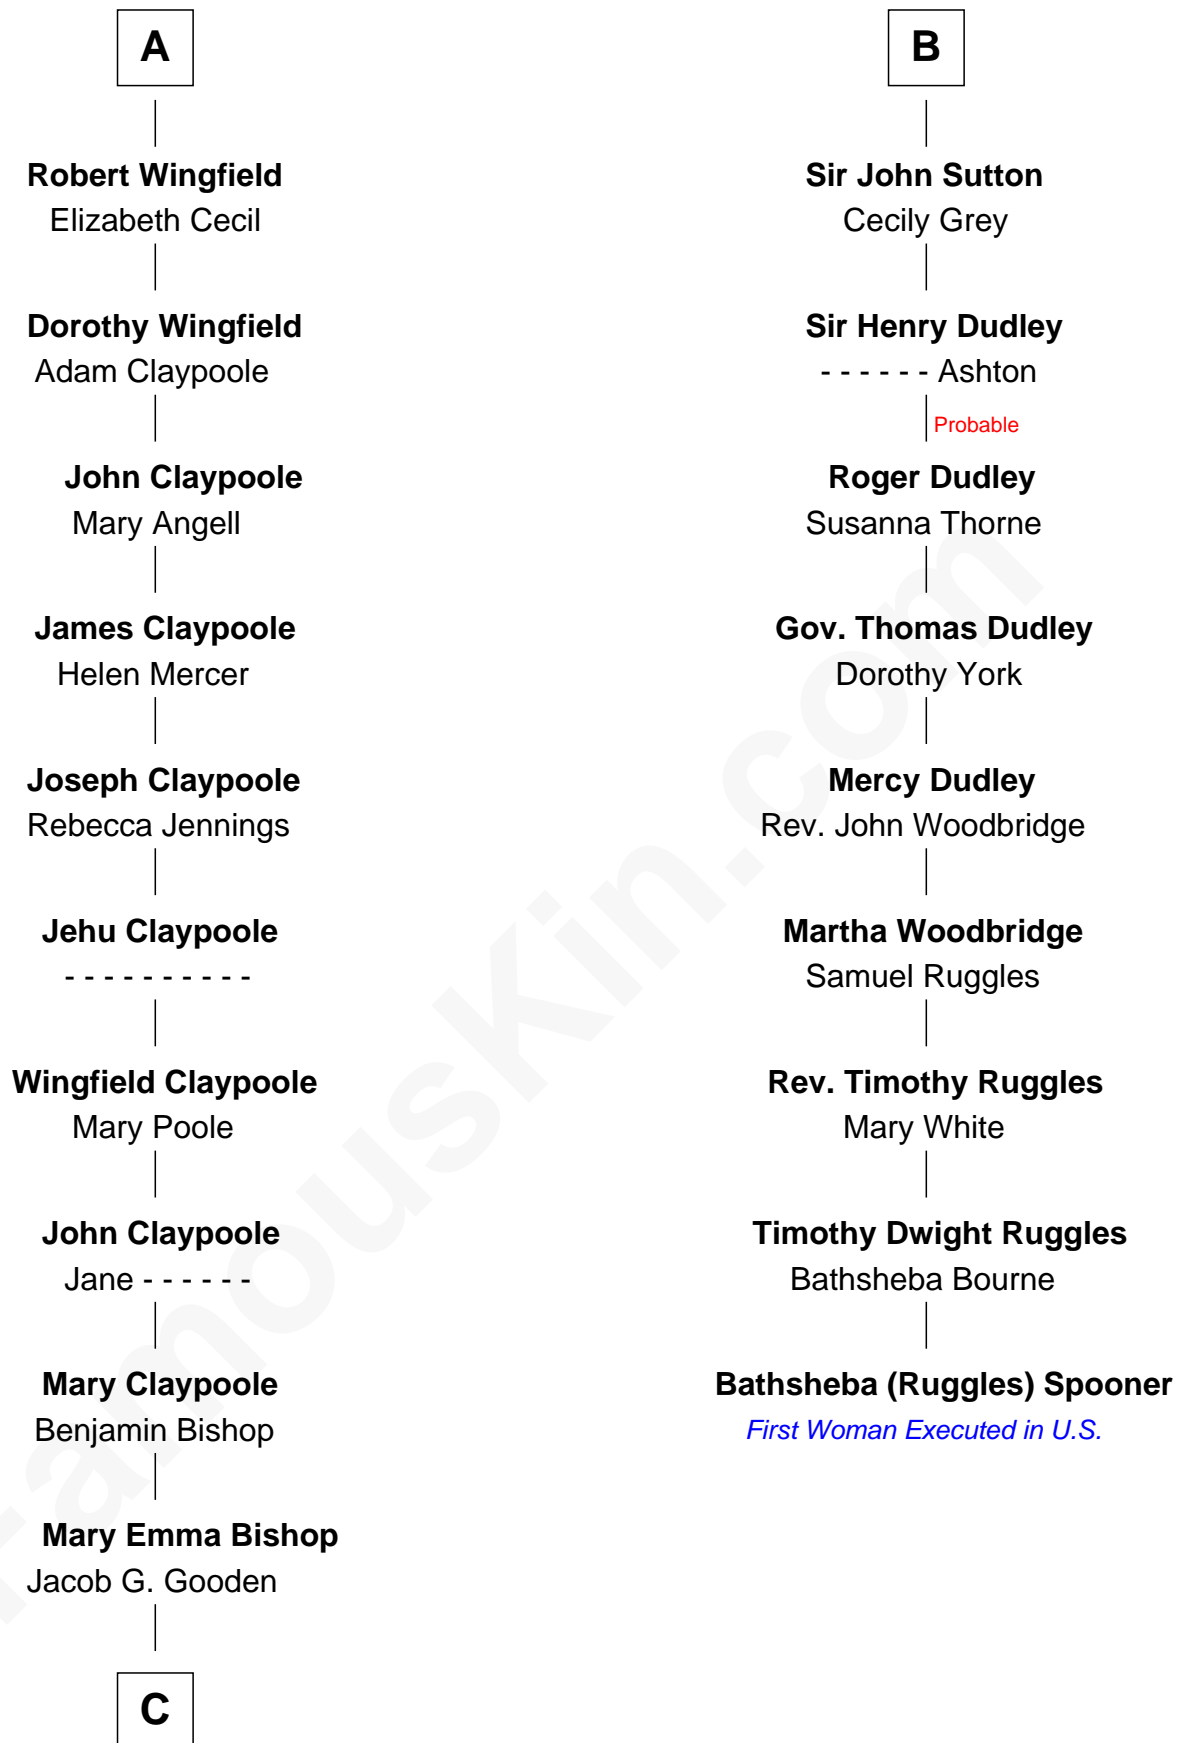 A
Robert Wingfield
Elizabeth Cecil
Dorothy Wingfield
Adam Claypoole
John Claypoole
Mary Angell
James Claypoole
Helen Mercer
Joseph Claypoole
Rebecca Jennings
Jehu Claypoole
- - - - - - - - - -
Wingfield Claypoole
Mary Poole
John Claypoole
Jane - - - - - -
Mary Claypoole
Benjamin Bishop
Mary Emma Bishop
Jacob G. Gooden
C
B
Sir John Sutton
Cecily Grey
Sir Henry Dudley
- - - - - - Ashton
Probable
Roger Dudley
Susanna Thorne
Gov. Thomas Dudley
Dorothy York
Mercy Dudley
Rev. John Woodbridge
Martha Woodbridge
Samuel Ruggles
Rev. Timothy Ruggles
Mary White
Timothy Dwight Ruggles
Bathsheba Bourne
Bathsheba (Ruggles) Spooner
First Woman Executed in U.S.
FamousKin.com